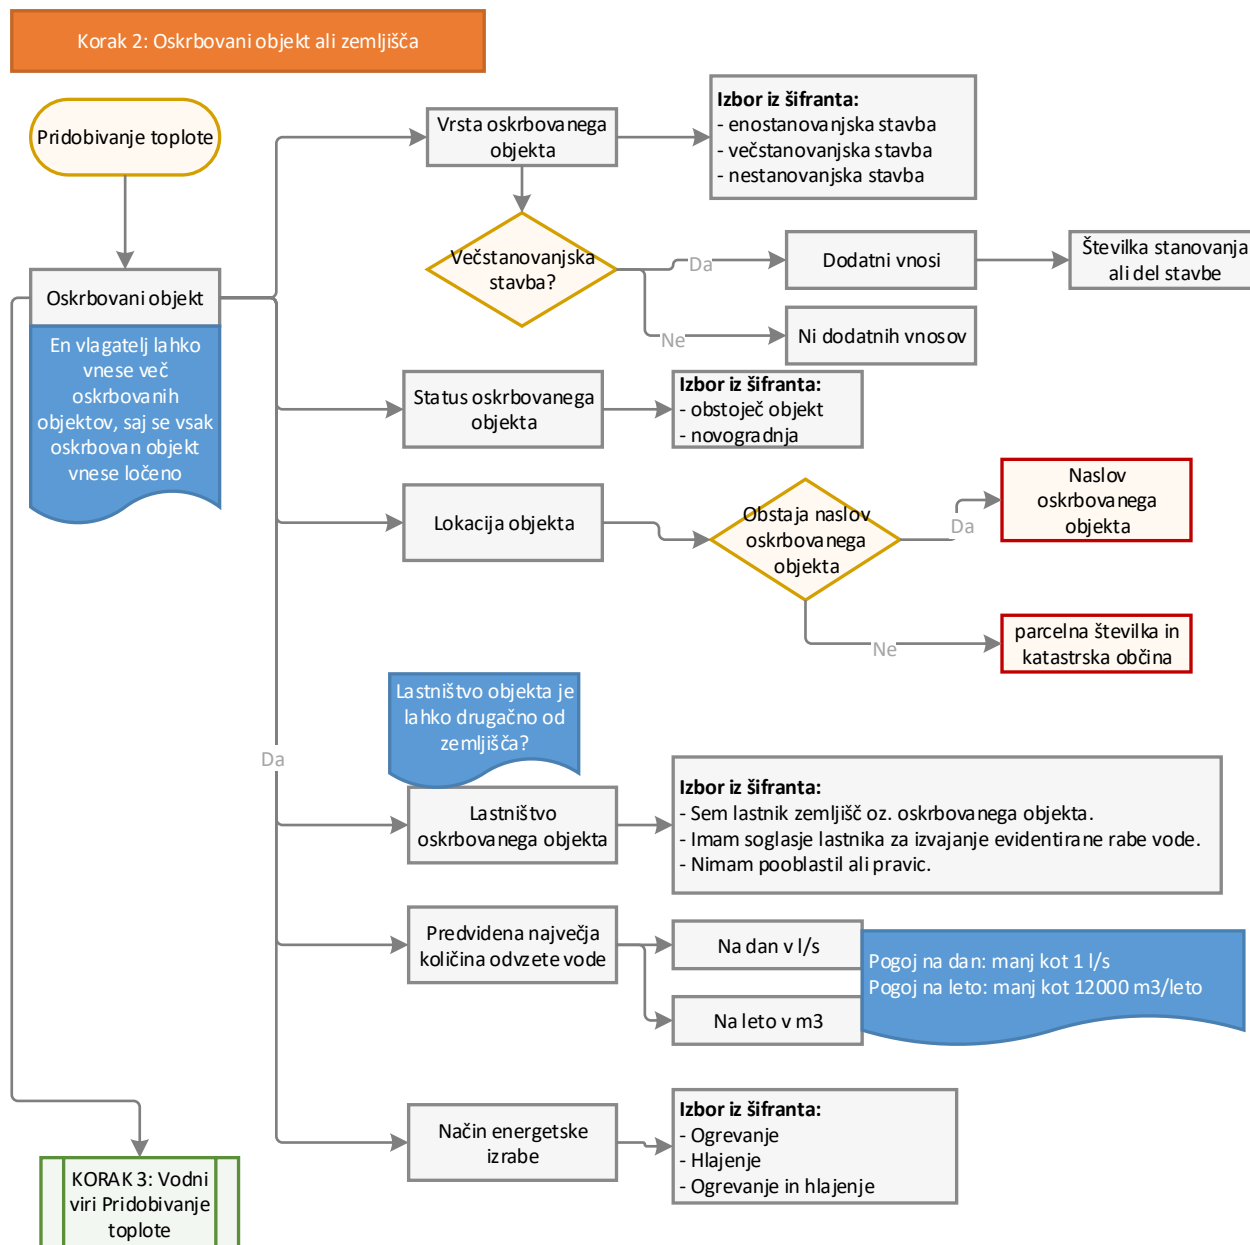 Korak 2: Oskrbovani objekt ali zemljišča
Pridobivanje toplote
Oskrbovani objekt
En vlagatelj lahko
vnese več
oskrbovanih
objektov, saj se vsak
oskrbovan objekt
vnese ločeno
Vrsta oskrbovanega
objekta
Izbor iz šifranta:
- enostanovanjska stavba
- večstanovanjska stavba
- nestanovanjska stavba
Večstanovanjska
stavba?
Da
Dodatni vnosi
Številka stanovanja
ali del stavbe
Ne
Ni dodatnih vnosov
Status oskrbovanega
objekta
Izbor iz šifranta:
- obstoječ objekt
- novogradnja
Lokacija objekta
Obstaja naslov
oskrbovanega
objekta
Da
Naslov
oskrbovanega
objekta
Ne
parcelna številka in
katastrska občina
Da
Lastništvo objekta je
lahko drugačno od
zemljišča?
Lastništvo
oskrbovanega objekta
Izbor iz šifranta:
- Sem lastnik zemljišč oz. oskrbovanega objekta.
- Imam soglasje lastnika za izvajanje evidentirane rabe vode.
- Nimam pooblastil ali pravic.
Predvidena največja
količina odvzete vode
Na dan v l/s
Na leto v m3
Pogoj na dan: manj kot 1 l/s
Pogoj na leto: manj kot 12000 m3/leto
Način energetske
izrabe
Izbor iz šifranta:
- Ogrevanje
- Hlajenje
- Ogrevanje in hlajenje
KORAK 3: Vodni
viri Pridobivanje
toplote